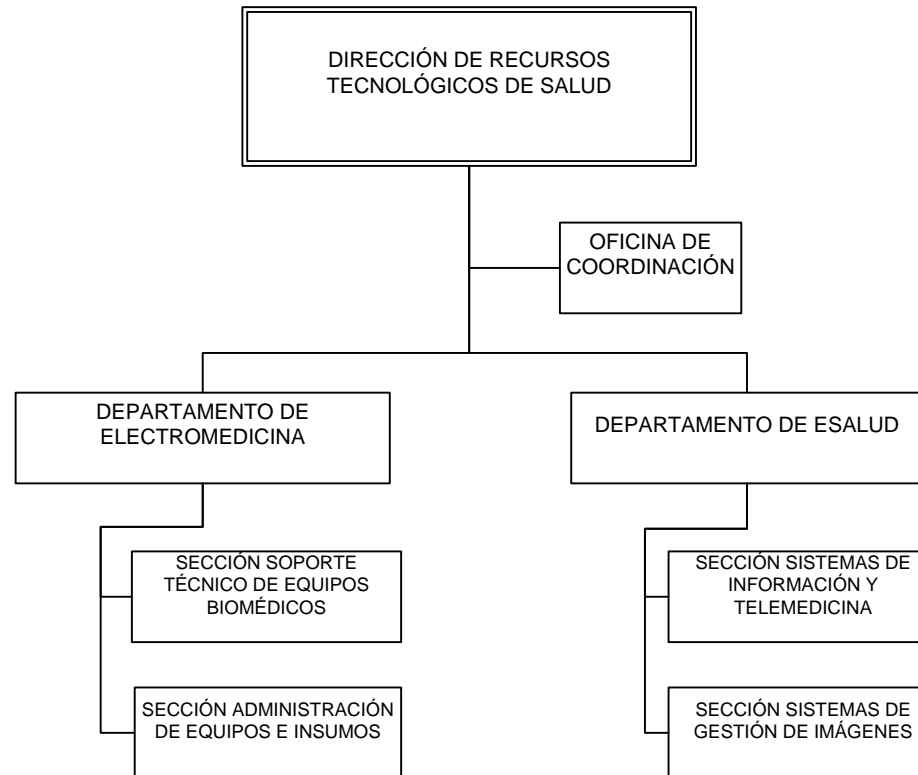 DIRECCIÓN DE RECURSOS
TECNOLÓGICOS DE SALUD
OFICINA DE
COORDINACIÓN
DEPARTAMENTO DE
ELECTROMEDICINA
DEPARTAMENTO DE ESALUD
SECCIÓN SOPORTE
TÉCNICO DE EQUIPOS
BIOMÉDICOS
SECCIÓN ADMINISTRACIÓN
DE EQUIPOS E INSUMOS
SECCIÓN SISTEMAS DE
INFORMACIÓN Y
TELEMEDICINA
SECCIÓN SISTEMAS DE
GESTIÓN DE IMÁGENES